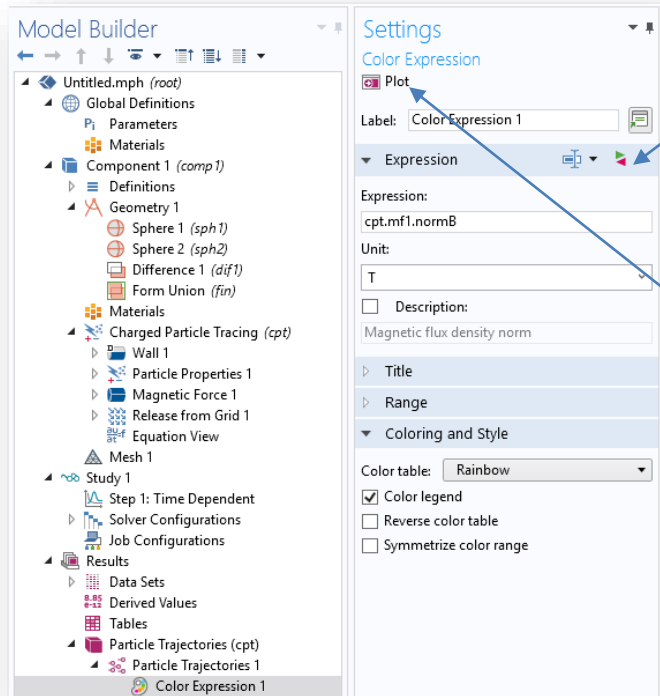 Model Builder
Untitled.mph (root)
Global Definitions
Pi Parameters
Materials
Component 1 (comp1)
Definitions
Geometry 1
Sphere 1 (sph1)
Sphere 2 (sph2)
Difference 1 (dif1)
Form Union (fin)
Materials
Charged Particle Tracing (cpt)
Wall 1
Particle Properties 1
Magnetic Force 1
Release from Grid 1
Equation View
Mesh 1
Study 1
Step 1: Time Dependent
Solver Configurations
Job Configurations
Results
Data Sets
8.85
e-12 Derived Values
Tables
Particle Trajectories (cpt)
Particle Trajectories 1
Color Expression 1
Settings
Color Expression
Plot
Label: Color Expression 1
Expression
Expression:
cpt.mf1.normB
Unit:
T
Description:
Magnetic flux density norm
Title
Range
Coloring and Style
Color table: Rainbow
Color legend
Reverse color table
Symmetrize color range